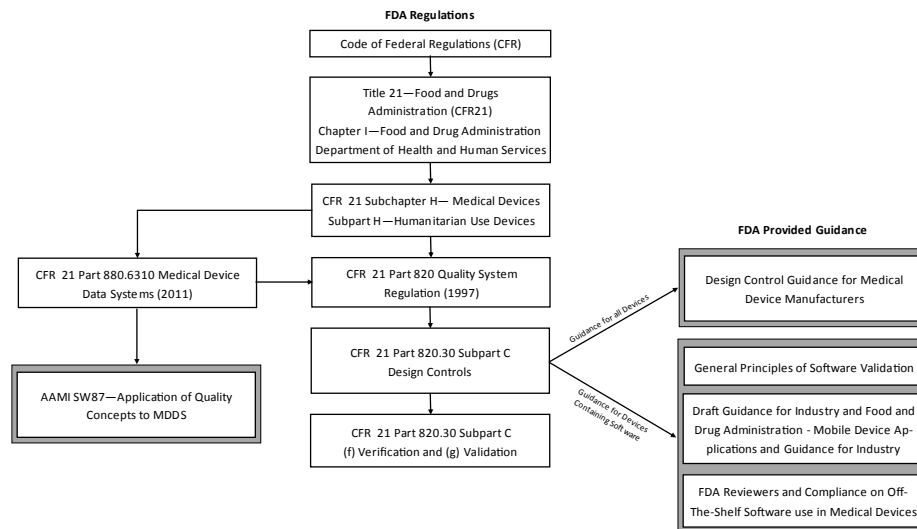 FDA Regulations
Code of Federal Regulations (CFR)
Title 21—Food and Drugs
Administration (CFR21)
Chapter I—Food and Drug Administration
Department of Health and Human Services
CFR 21 Subchapter H— Medical Devices
Subpart H—Humanitarian Use Devices
CFR 21 Part 880.6310 Medical Device
Data Systems (2011)
CFR 21 Part 820 Quality System
Regulation (1997)
AAMI SW87—Application of Quality
Concepts to MDDS
CFR 21 Part 820.30 Subpart C
Design Controls
CFR 21 Part 820.30 Subpart C
(f) Verification and (g) Validation
Guidance for all Devices
Guidance for Devices
Containing Software
FDA Provided Guidance
Design Control Guidance for Medical
Device Manufacturers
General Principles of Software Validation
Draft Guidance for Industry and Food and
Drug Administration - Mobile Device Ap-
plications and Guidance for Industry
FDA Reviewers and Compliance on Off-
The-Shelf Software use in Medical Devices